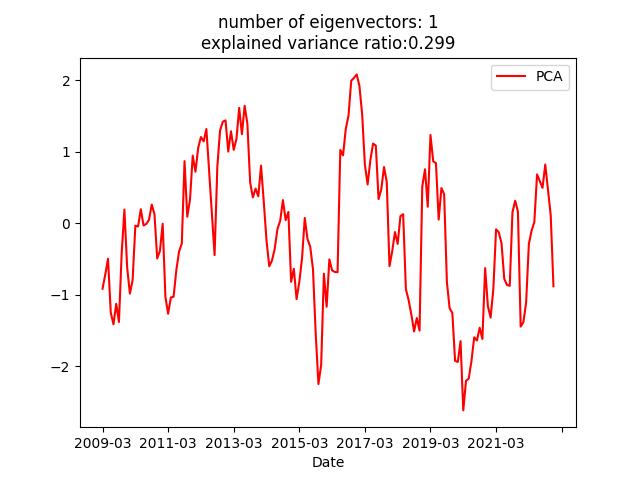 number of eigenvectors: 1
explained variance ratio:0.299
PCA
2
1
0
−1
−2
2009-03 2011-03 2013-03 2015-03 2017-03 2019-03 2021-03
Date